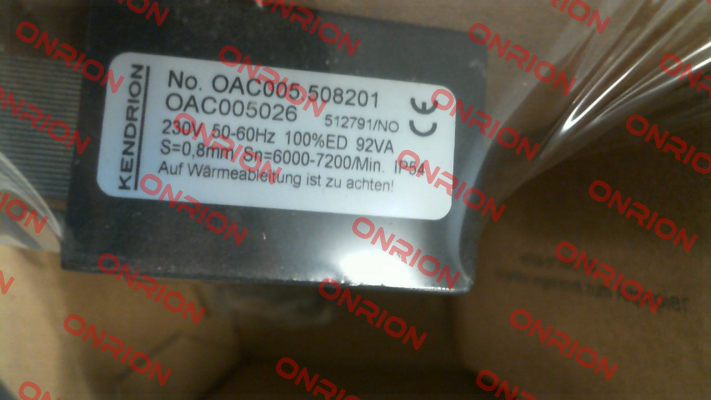 KENDRION
No. OAC005.508201
OAC005026 512791/NO
CE
230V 50-60Hz 100%ED 92VA
S=0,8mm Sn=6000-7200/Min. IP54
Auf Wärmeableitung ist zu achten!
ONRION